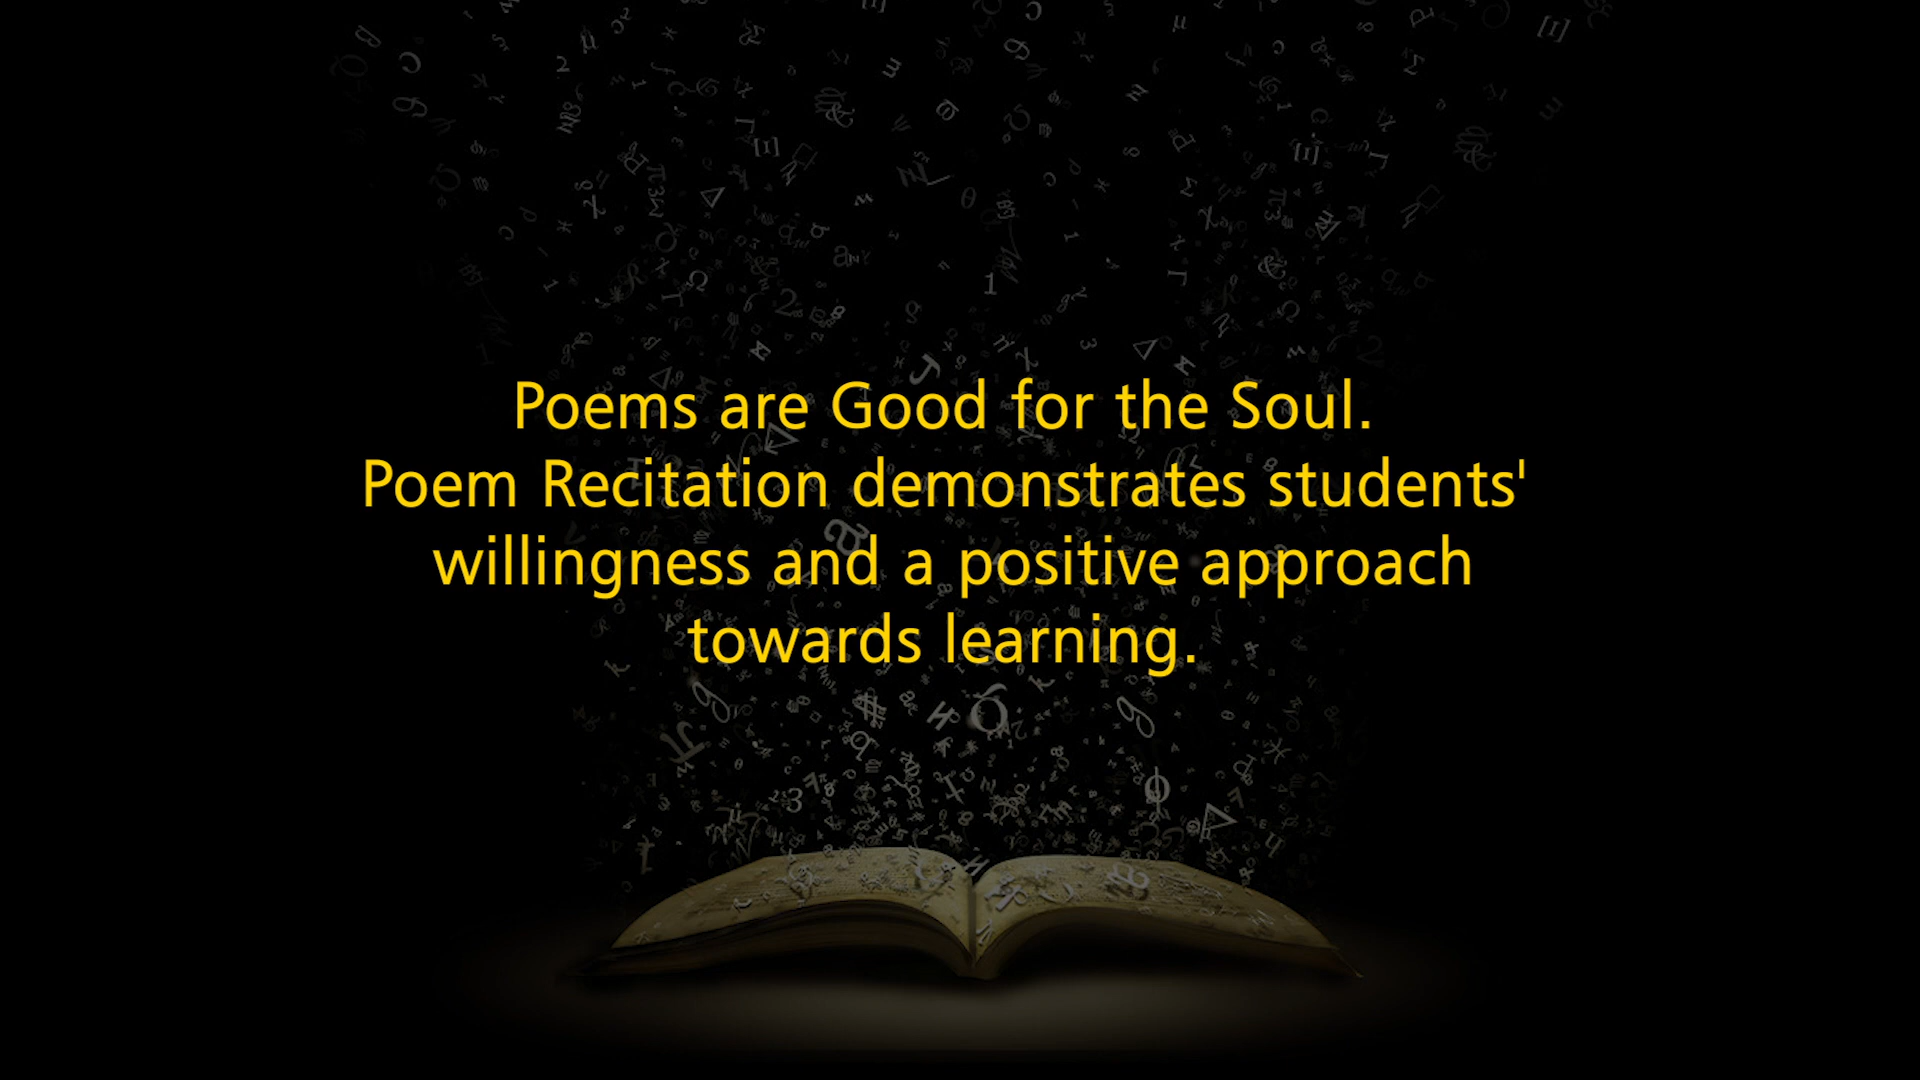 Poems are Good for the Soul.
Poem Recitation demonstrates students'
willingness and a positive approach
towards learning.